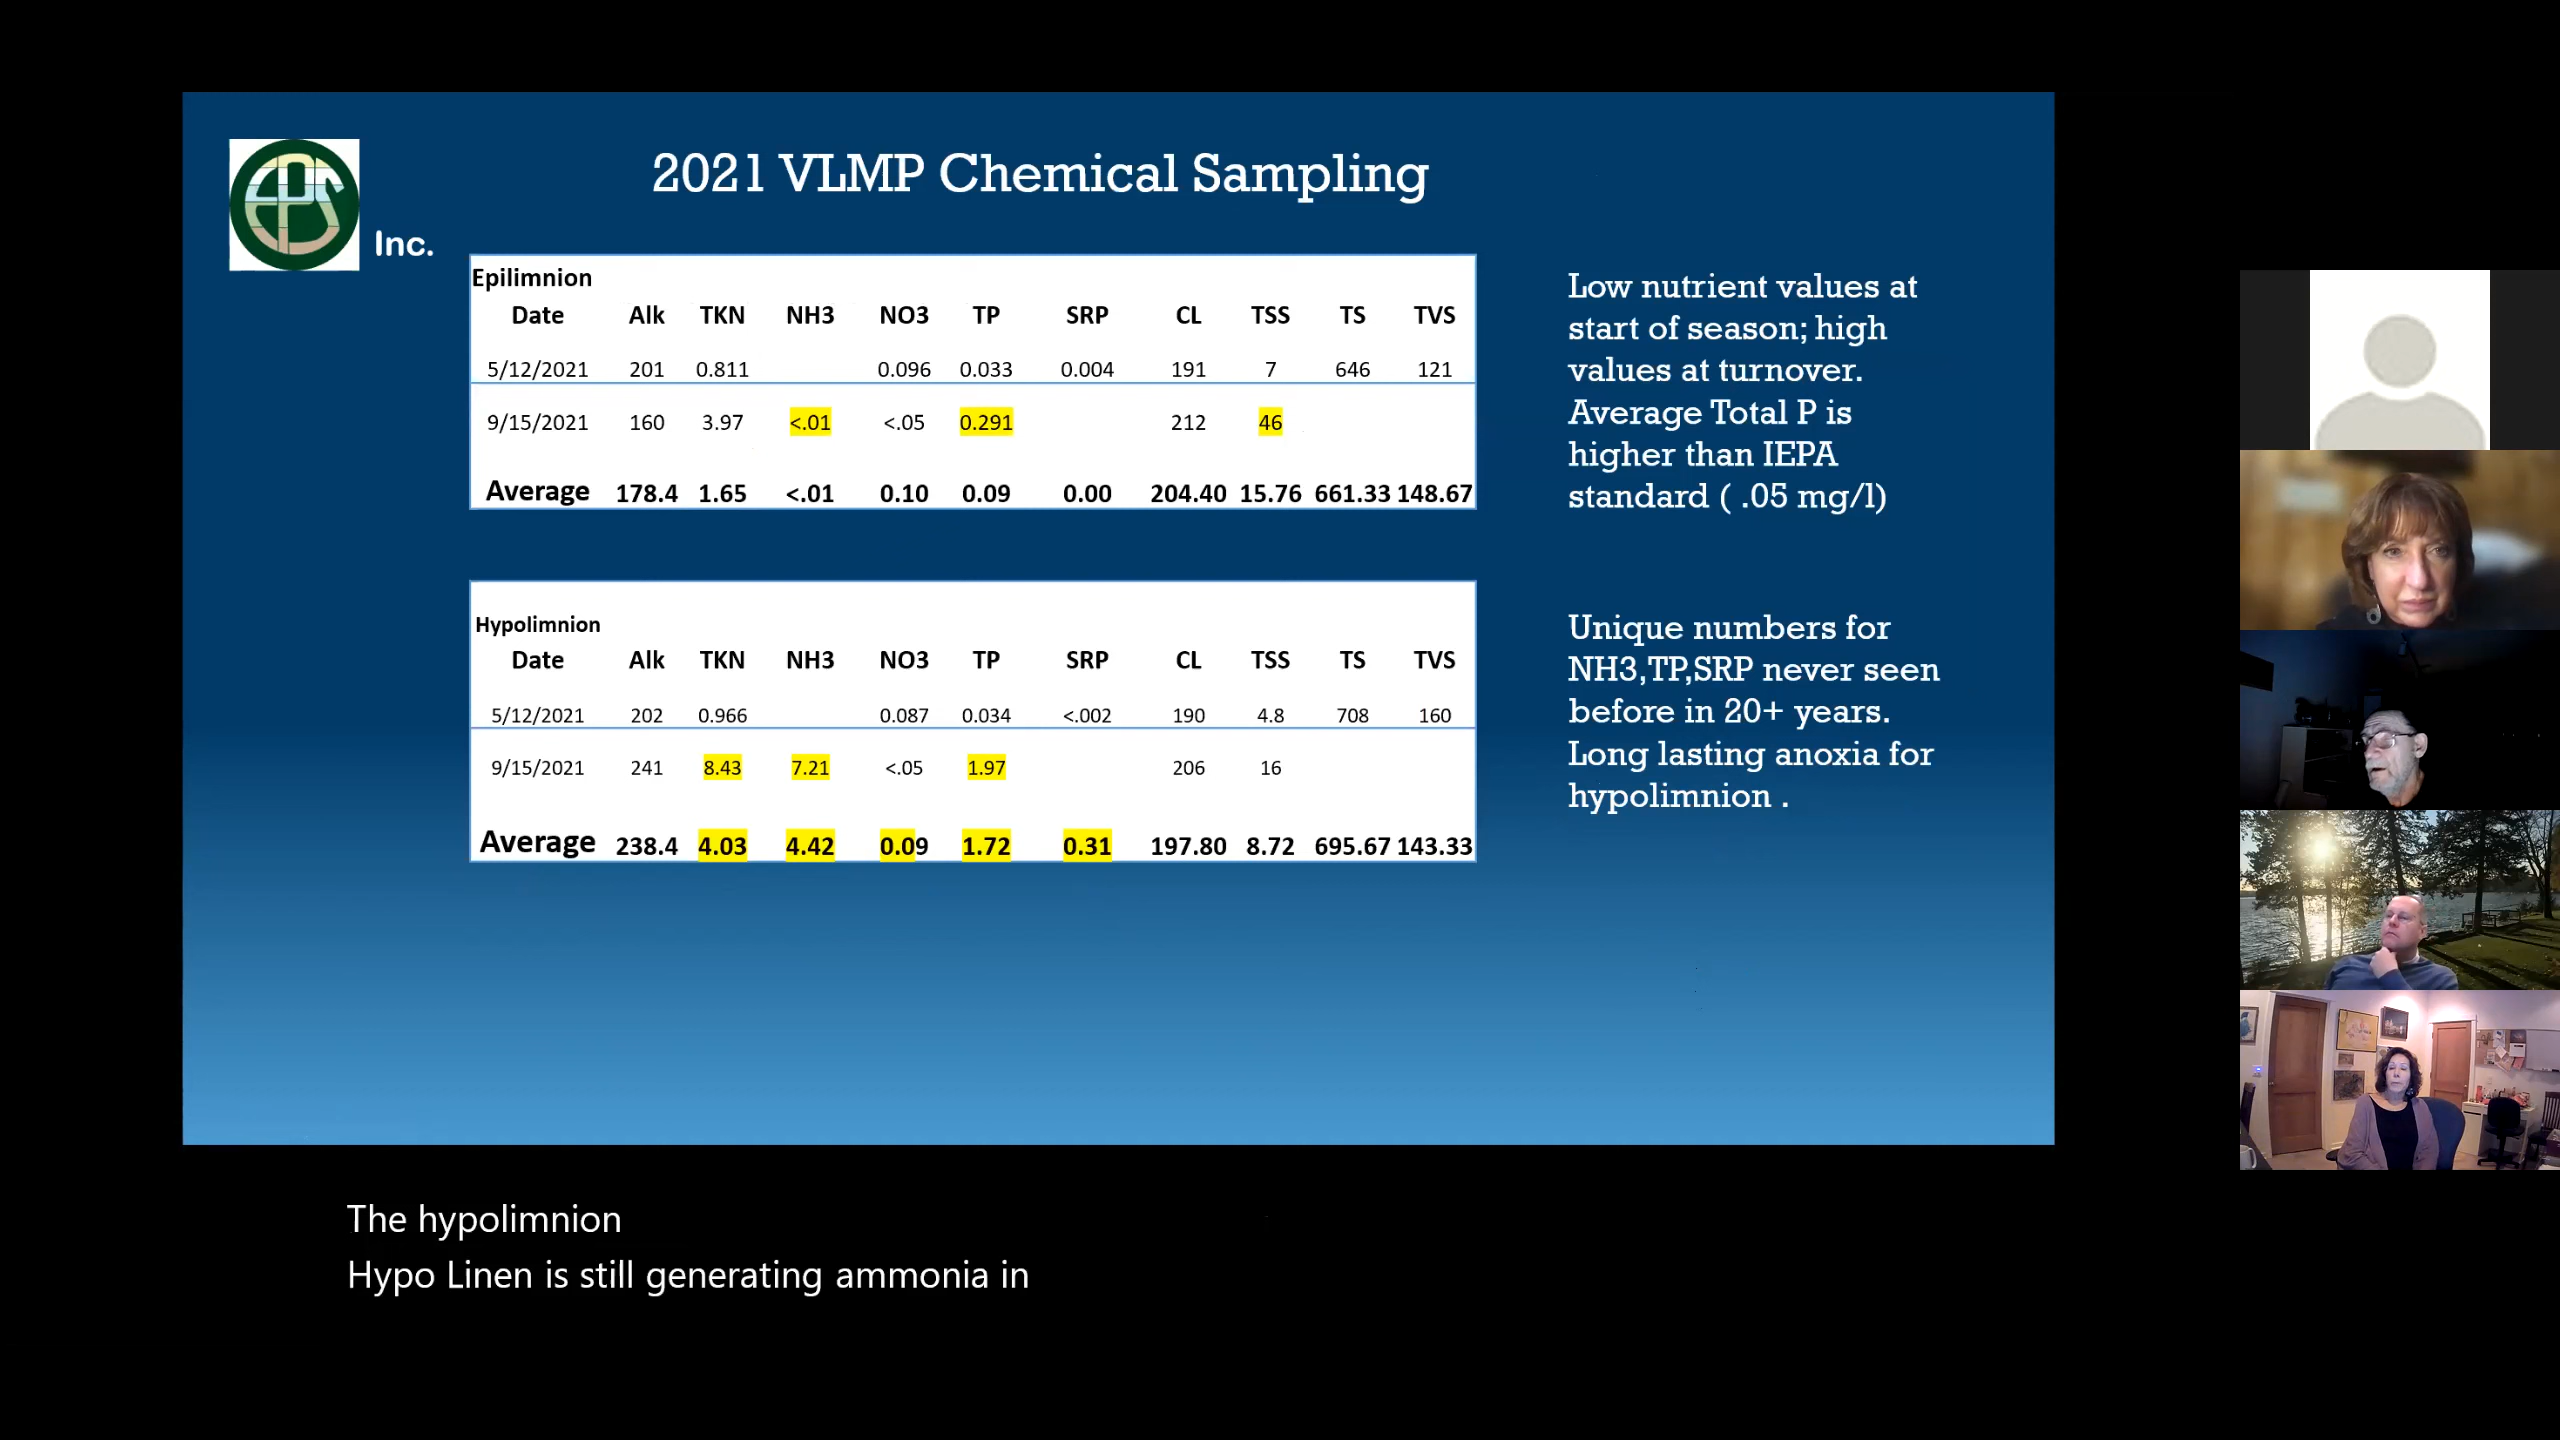 EPS
Inc.
2021 VLMP Chemical Sampling
Epilimnion
Date Alk TKN NH3 NO3 TP SRP CL TSS TS TVS
5/12/2021 201 0.811 0.096 0.033 0.004 191 7 646 121
9/15/2021 160 3.97 <.01 <.05 0.291 212 46
Average 178.4 1.65 <.01 0.10 0.09 0.00 204.40 15.76 661.33 148.67
Hypolimnion
Date Alk TKN NH3 NO3 TP SRP CL TSS TS TVS
5/12/2021 202 0.966 0.087 0.034 <.002 190 4.8 708 160
9/15/2021 241 8.43 7.21 <.05 1.97 206 16
Average 238.4 4.03 4.42 0.09 1.72 0.31 197.80 8.72 695.67 143.33
Low nutrient values at
start of season; high
values at turnover.
Average Total P is
higher than IEPA
standard ( .05 mg/l)
Unique numbers for
NH3,TP,SRP never seen
before in 20+ years.
Long lasting anoxia for
hypolimnion .
The hypolimnion
Hypo Linen is still generating ammonia in